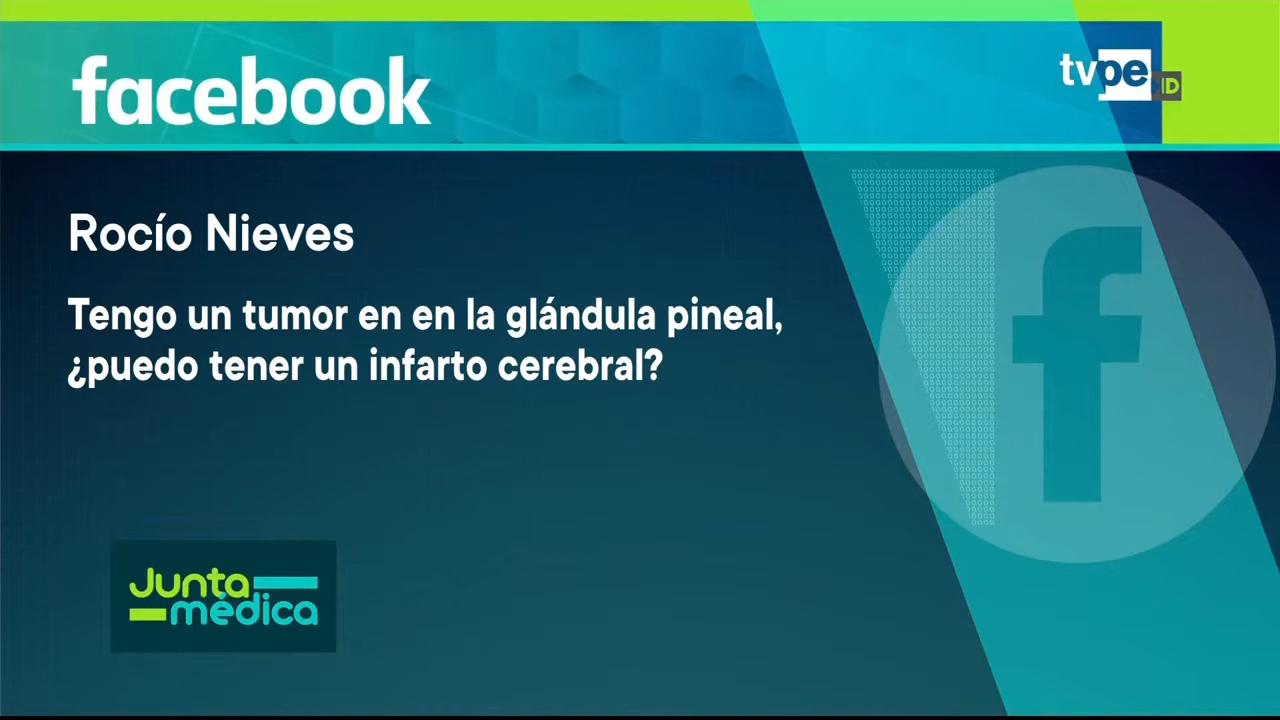 facebook
tvpe HD
Rocío Nieves
Tengo un tumor en en la glándula pineal,
¿puedo tener un infarto cerebral?
Junta
médica